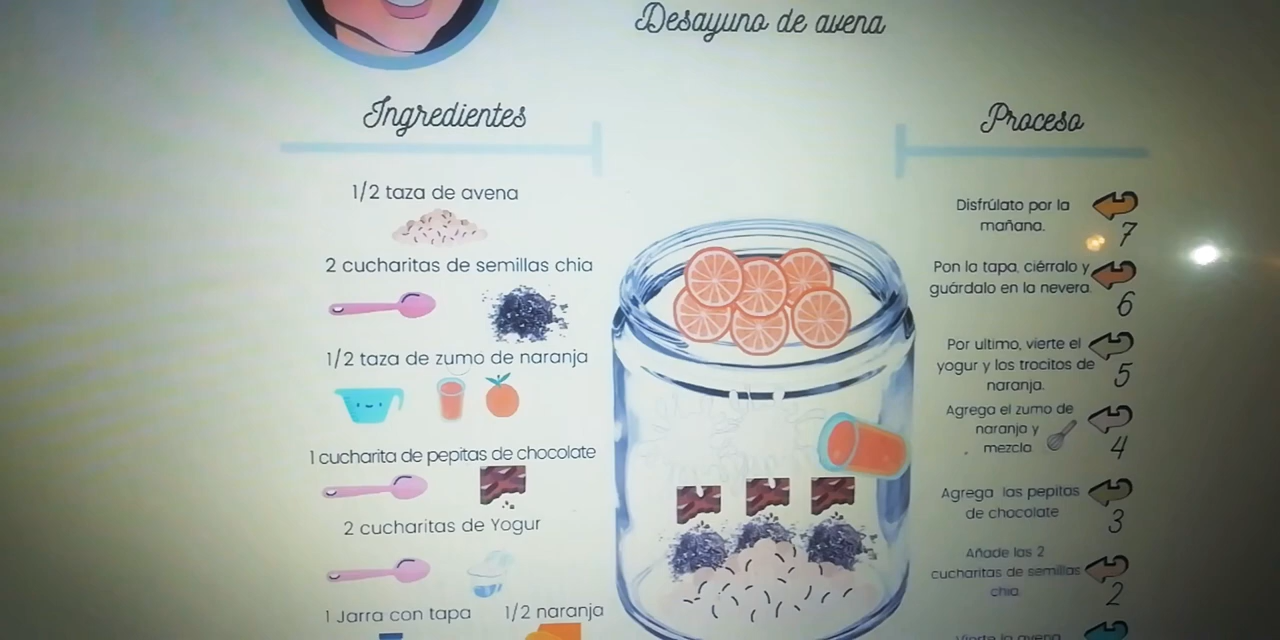 Desayuno de avena
Ingredientes
1/2 taza de avena
2 cucharitas de semillas chia
1/2 taza de zumo de naranja
1 cucharita de pepitas de chocolate
2 cucharitas de Yogur
1 Jarra con tapa
1/2 naranja
Proceso
Disfrúlato por la
mañana.
7
Pon la tapa, ciérralo y
guárdalo en la nevera.
6
Por ultimo, vierte el
yogur y los trocitos de
naranja.
5
Agrega el zumo de
naranja y
mezcla
4
Agrega las pepitas
de chocolate
3
Añade las 2
cucharitas de semillas
chia.
2
Vierte la avena